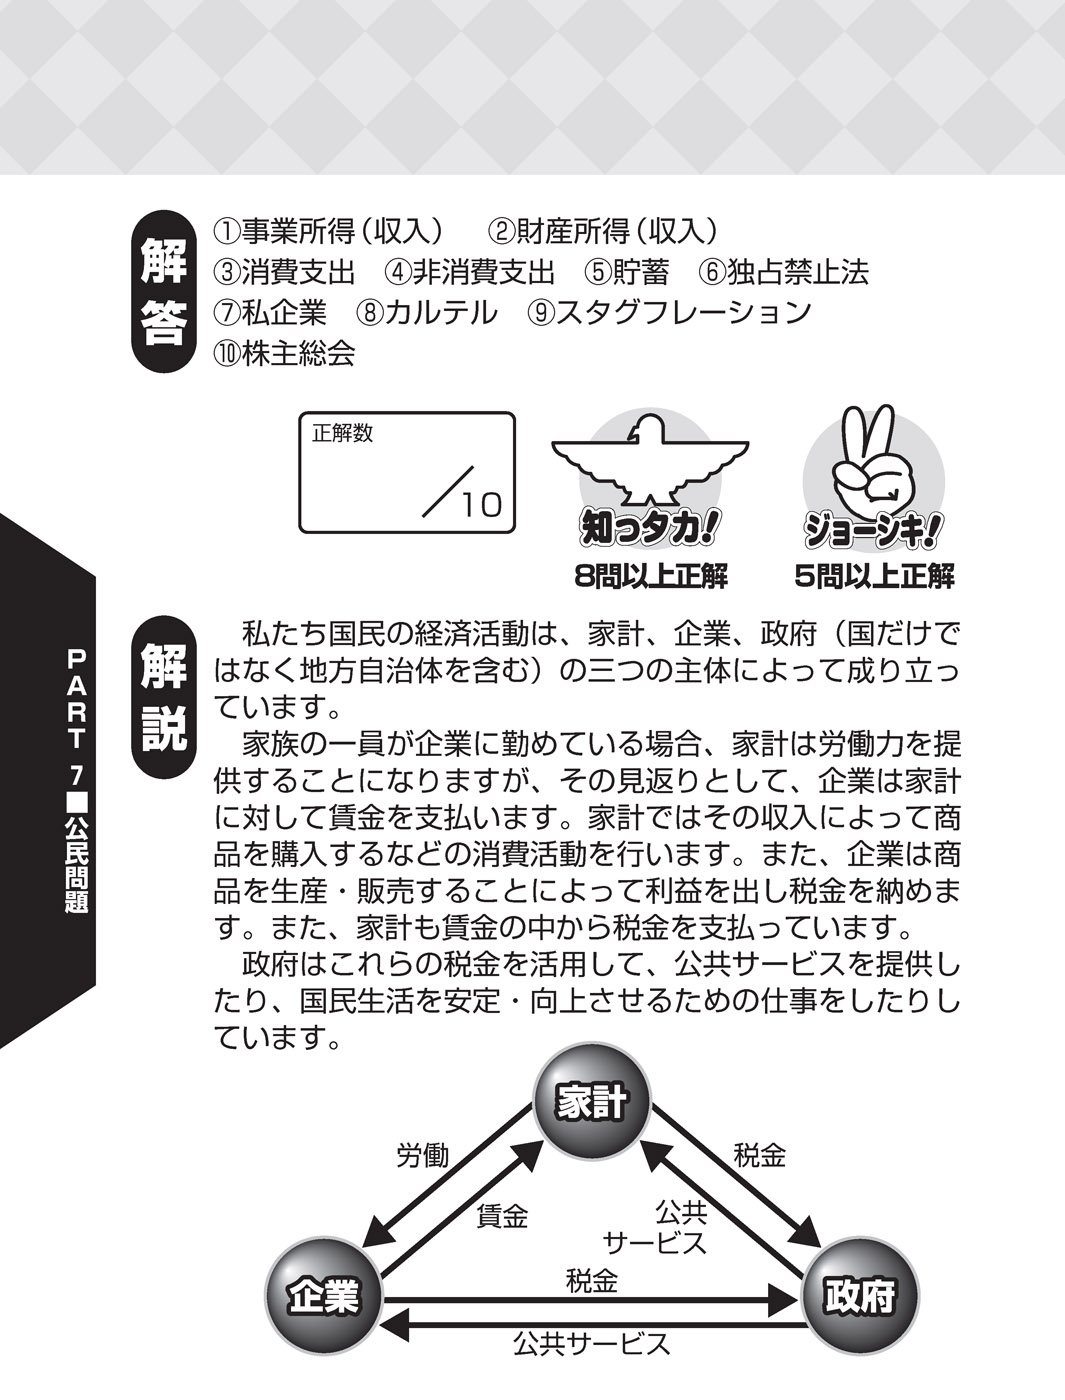 解答
①事業所得(収入) ②財産所得(収入)
③消費支出 ④非消費支出 ⑤貯蓄 ⑥独占禁止法
⑦私企業 ⑧カルテル ⑨スタグフレーション
⑩株主総会
正解数
/10
知っタカ!
8問以上正解
ジョーシキ!
5問以上正解
PART 7■公民問題
解説
私たち国民の経済活動は、家計、企業、政府(国だけで
はなく地方自治体を含む)の三つの主体によって成り立っ
ています。
家族の一員が企業に勤めている場合、家計は労働力を提
供することになりますが、その見返りとして、企業は家計
に対して賃金を支払います。家計ではその収入によって商
品を購入するなどの消費活動を行います。また、企業は商
品を生産・販売することによって利益を出し税金を納めま
す。また、家計も賃金の中から税金を支払っています。
政府はこれらの税金を活用して、公共サービスを提供し
たり、国民生活を安定・向上させるための仕事をしたりし
ています。
家計
労働
税金
賃金
公共
サービス
企業
税金
政府
公共サービス